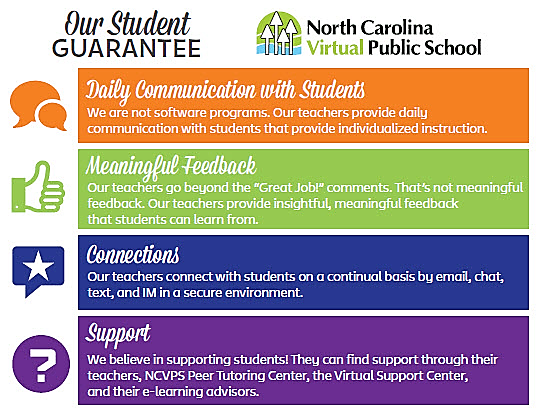 Our Student
GUARANTEE
North Carolina
Virtual Public School
Daily Communication with Students
We are not software programs. Our teachers provide daily
communication with students that provide individualized instruction.
Meaningful Feedback
Our teachers go beyond the "Great Job!" comments. That's not meaningful
feedback. Our teachers provide insightful, meaningful feedback
that students can learn from.
Connections
Our teachers connect with students on a continual basis by email, chat,
text, and IM in a secure environment.
?
Support
We believe in supporting students! They can find support through their
teachers, NCVPS Peer Tutoring Center, the Virtual Support Center,
and their e-learning advisors.